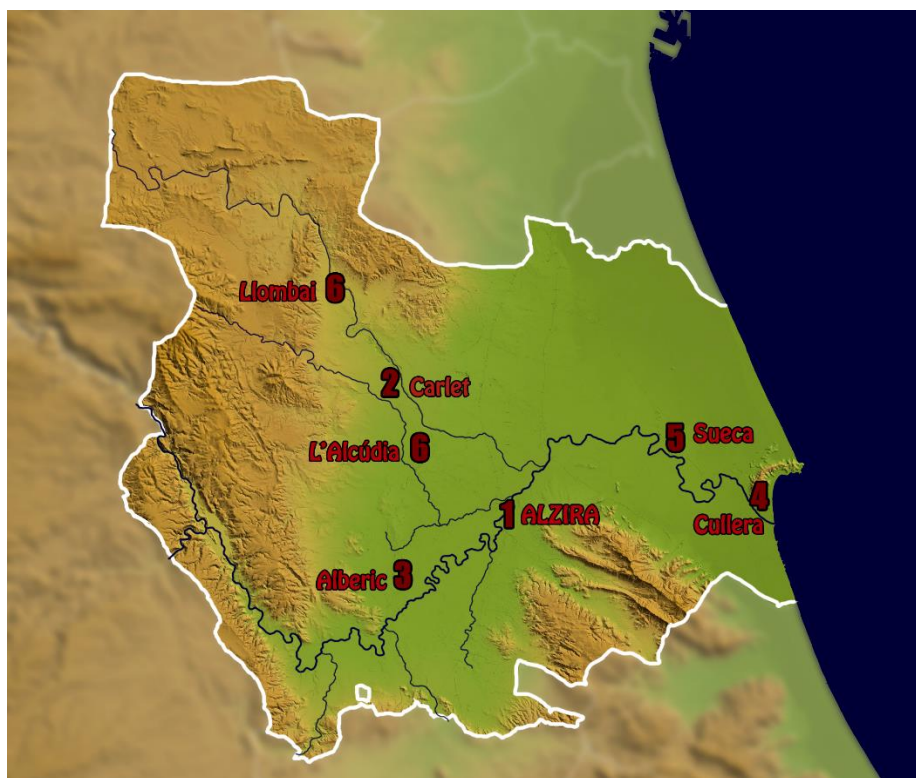 Llombai 6
2 Carlet
5 Sueca
L'Alcúdia 6
4
Cullera
1 ALZIRA
Alberic 3